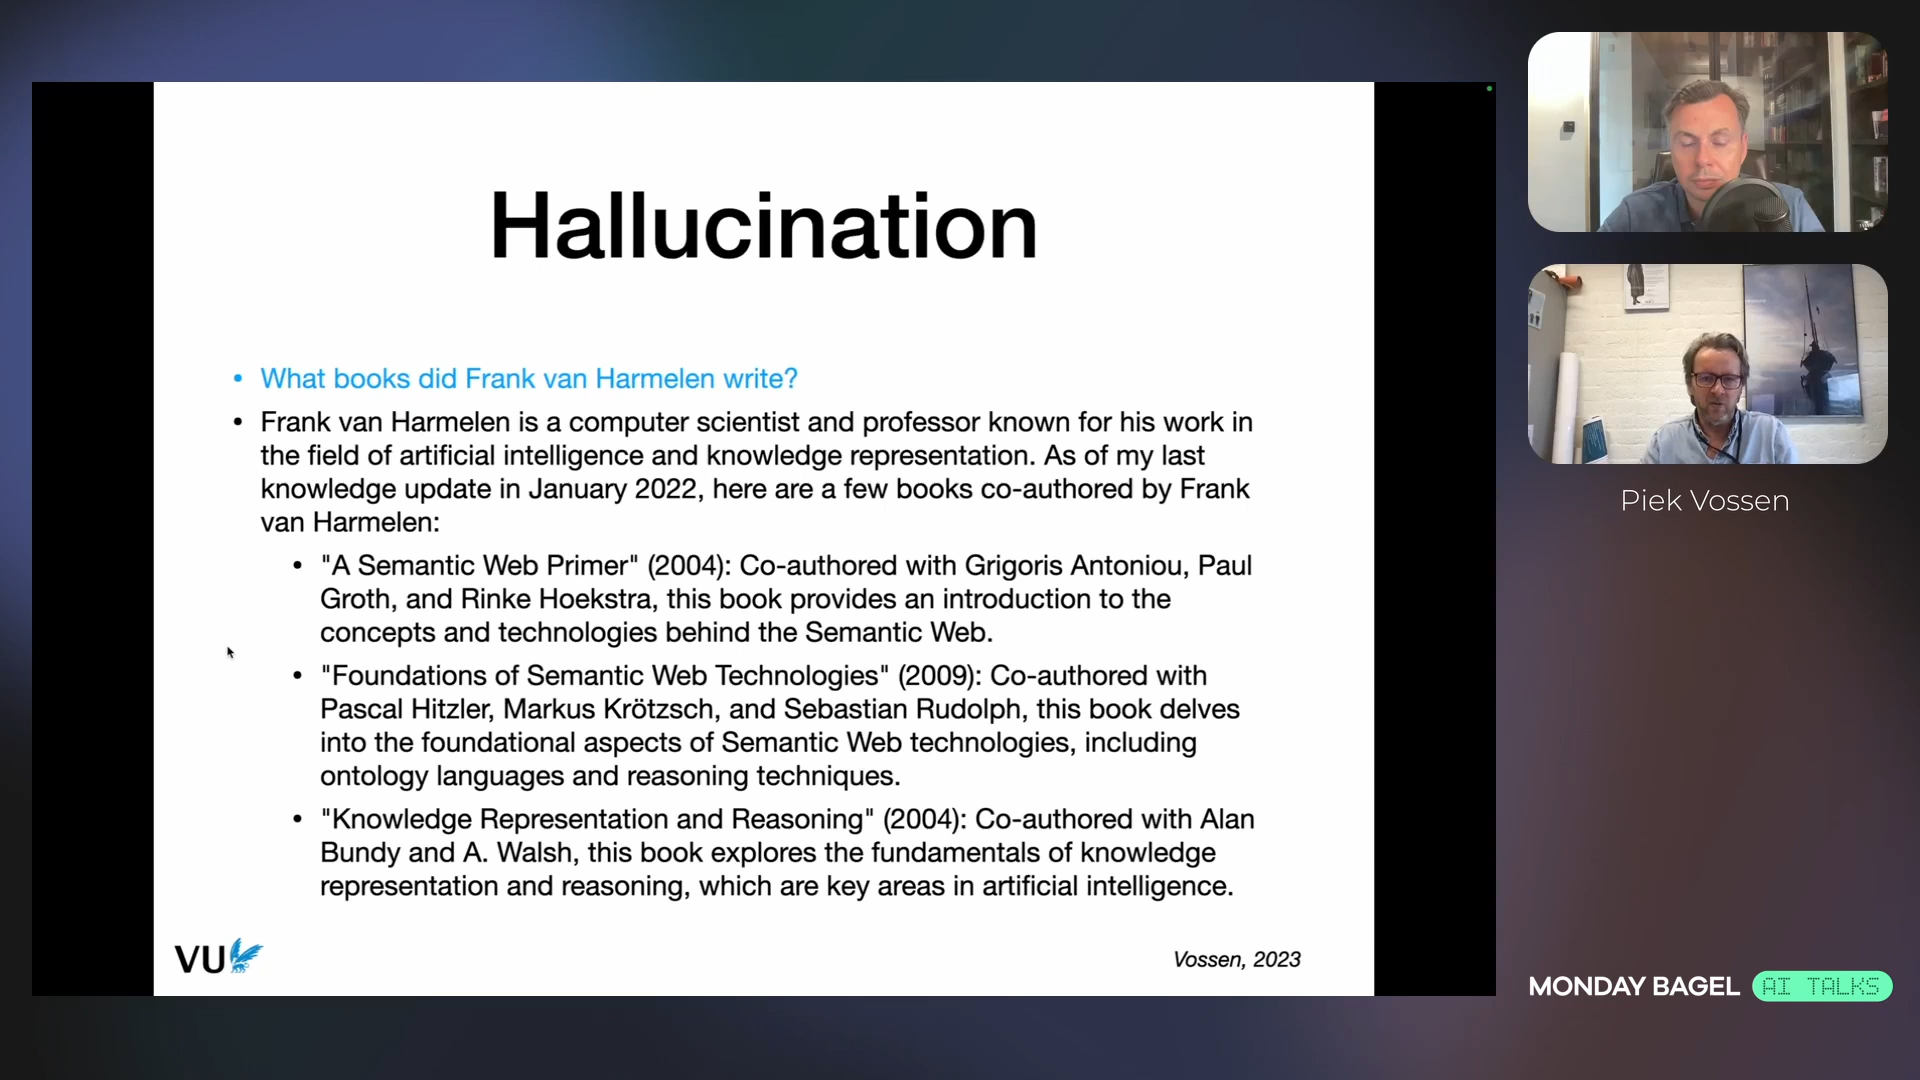 Hallucination
• What books did Frank van Harmelen write?
• Frank van Harmelen is a computer scientist and professor known for his work in
the field of artificial intelligence and knowledge representation. As of my last
knowledge update in January 2022, here are a few books co-authored by Frank
van Harmelen:
• "A Semantic Web Primer" (2004): Co-authored with Grigoris Antoniou, Paul
Groth, and Rinke Hoekstra, this book provides an introduction to the
concepts and technologies behind the Semantic Web.
• "Foundations of Semantic Web Technologies" (2009): Co-authored with
Pascal Hitzler, Markus Krötzsch, and Sebastian Rudolph, this book delves
into the foundational aspects of Semantic Web technologies, including
ontology languages and reasoning techniques.
• "Knowledge Representation and Reasoning" (2004): Co-authored with Alan
Bundy and A. Walsh, this book explores the fundamentals of knowledge
representation and reasoning, which are key areas in artificial intelligence.
VU
Vossen, 2023
Piek Vossen
MONDAY BAGEL AI TALKS